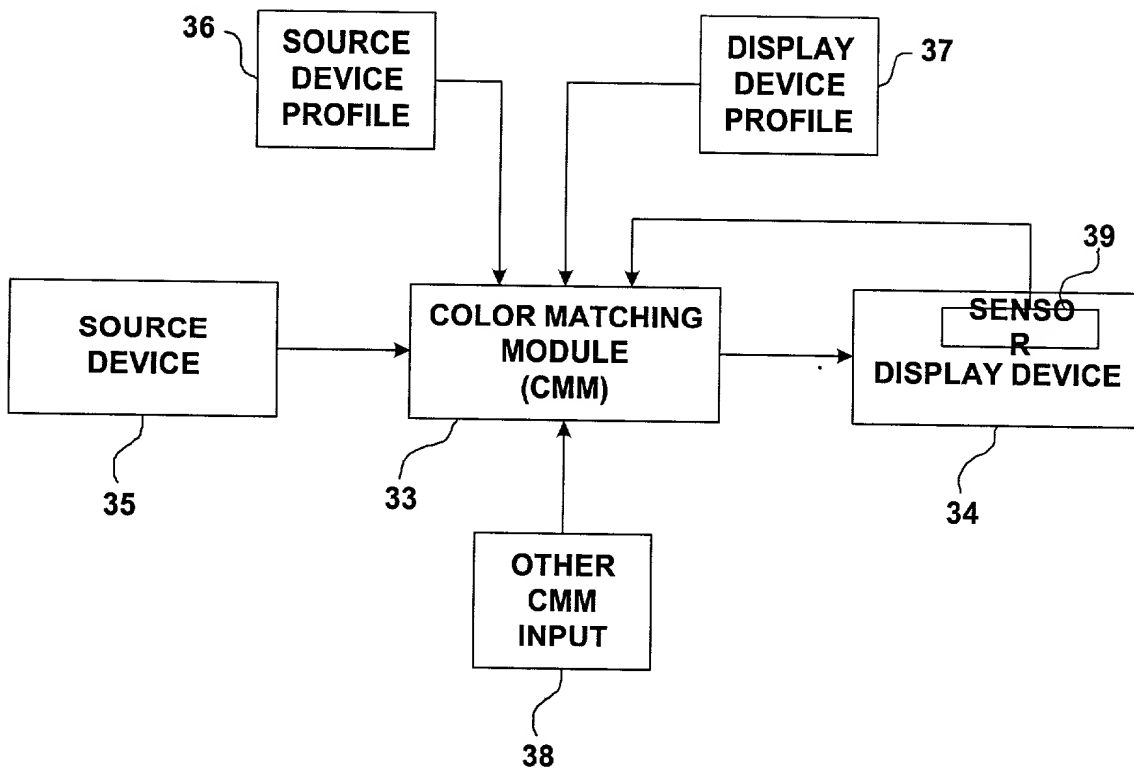 36
SOURCE
DEVICE
PROFILE
DISPLAY
DEVICE
PROFILE
37
39
SOURCE
DEVICE
COLOR MATCHING
MODULE
(CMM)
SENSO
R
DISPLAY DEVICE
35
33
34
OTHER
CMM
INPUT
38